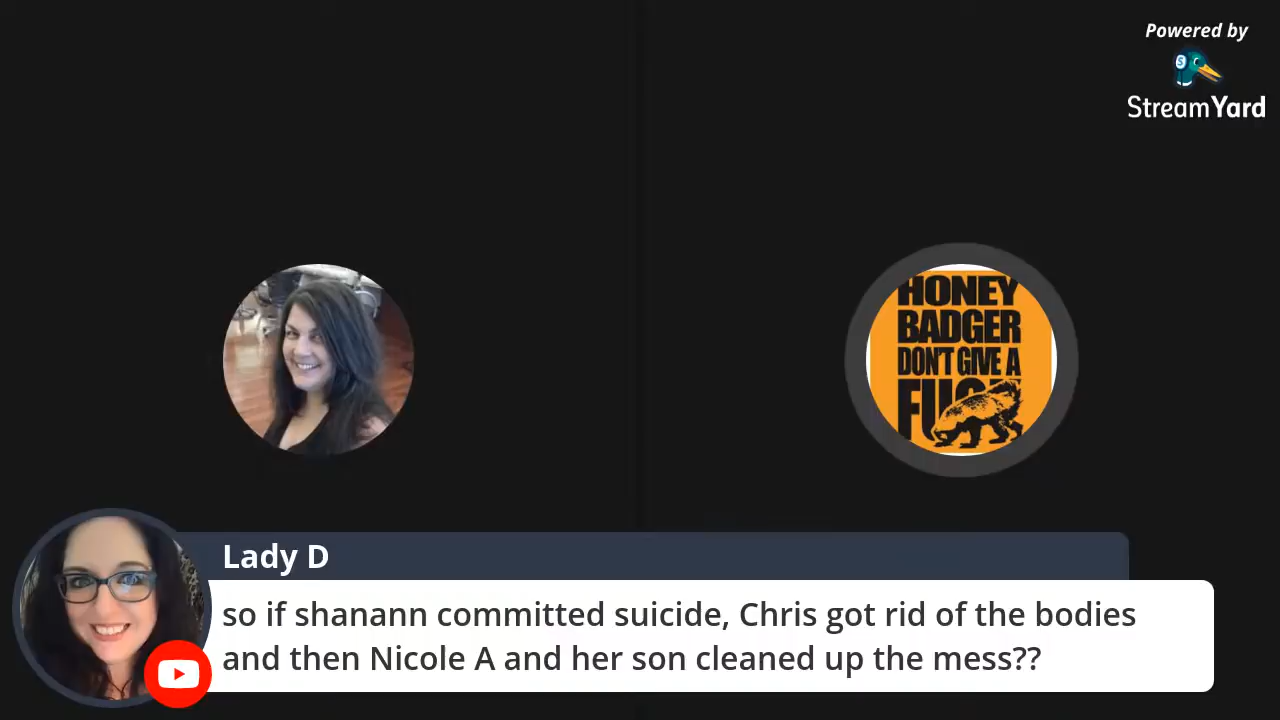 Powered by
StreamYard
HONEY
BADGER
DON'T GIVE A
Lady D
so if shanann committed suicide, Chris got rid of the bodies
and then Nicole A and her son cleaned up the mess??